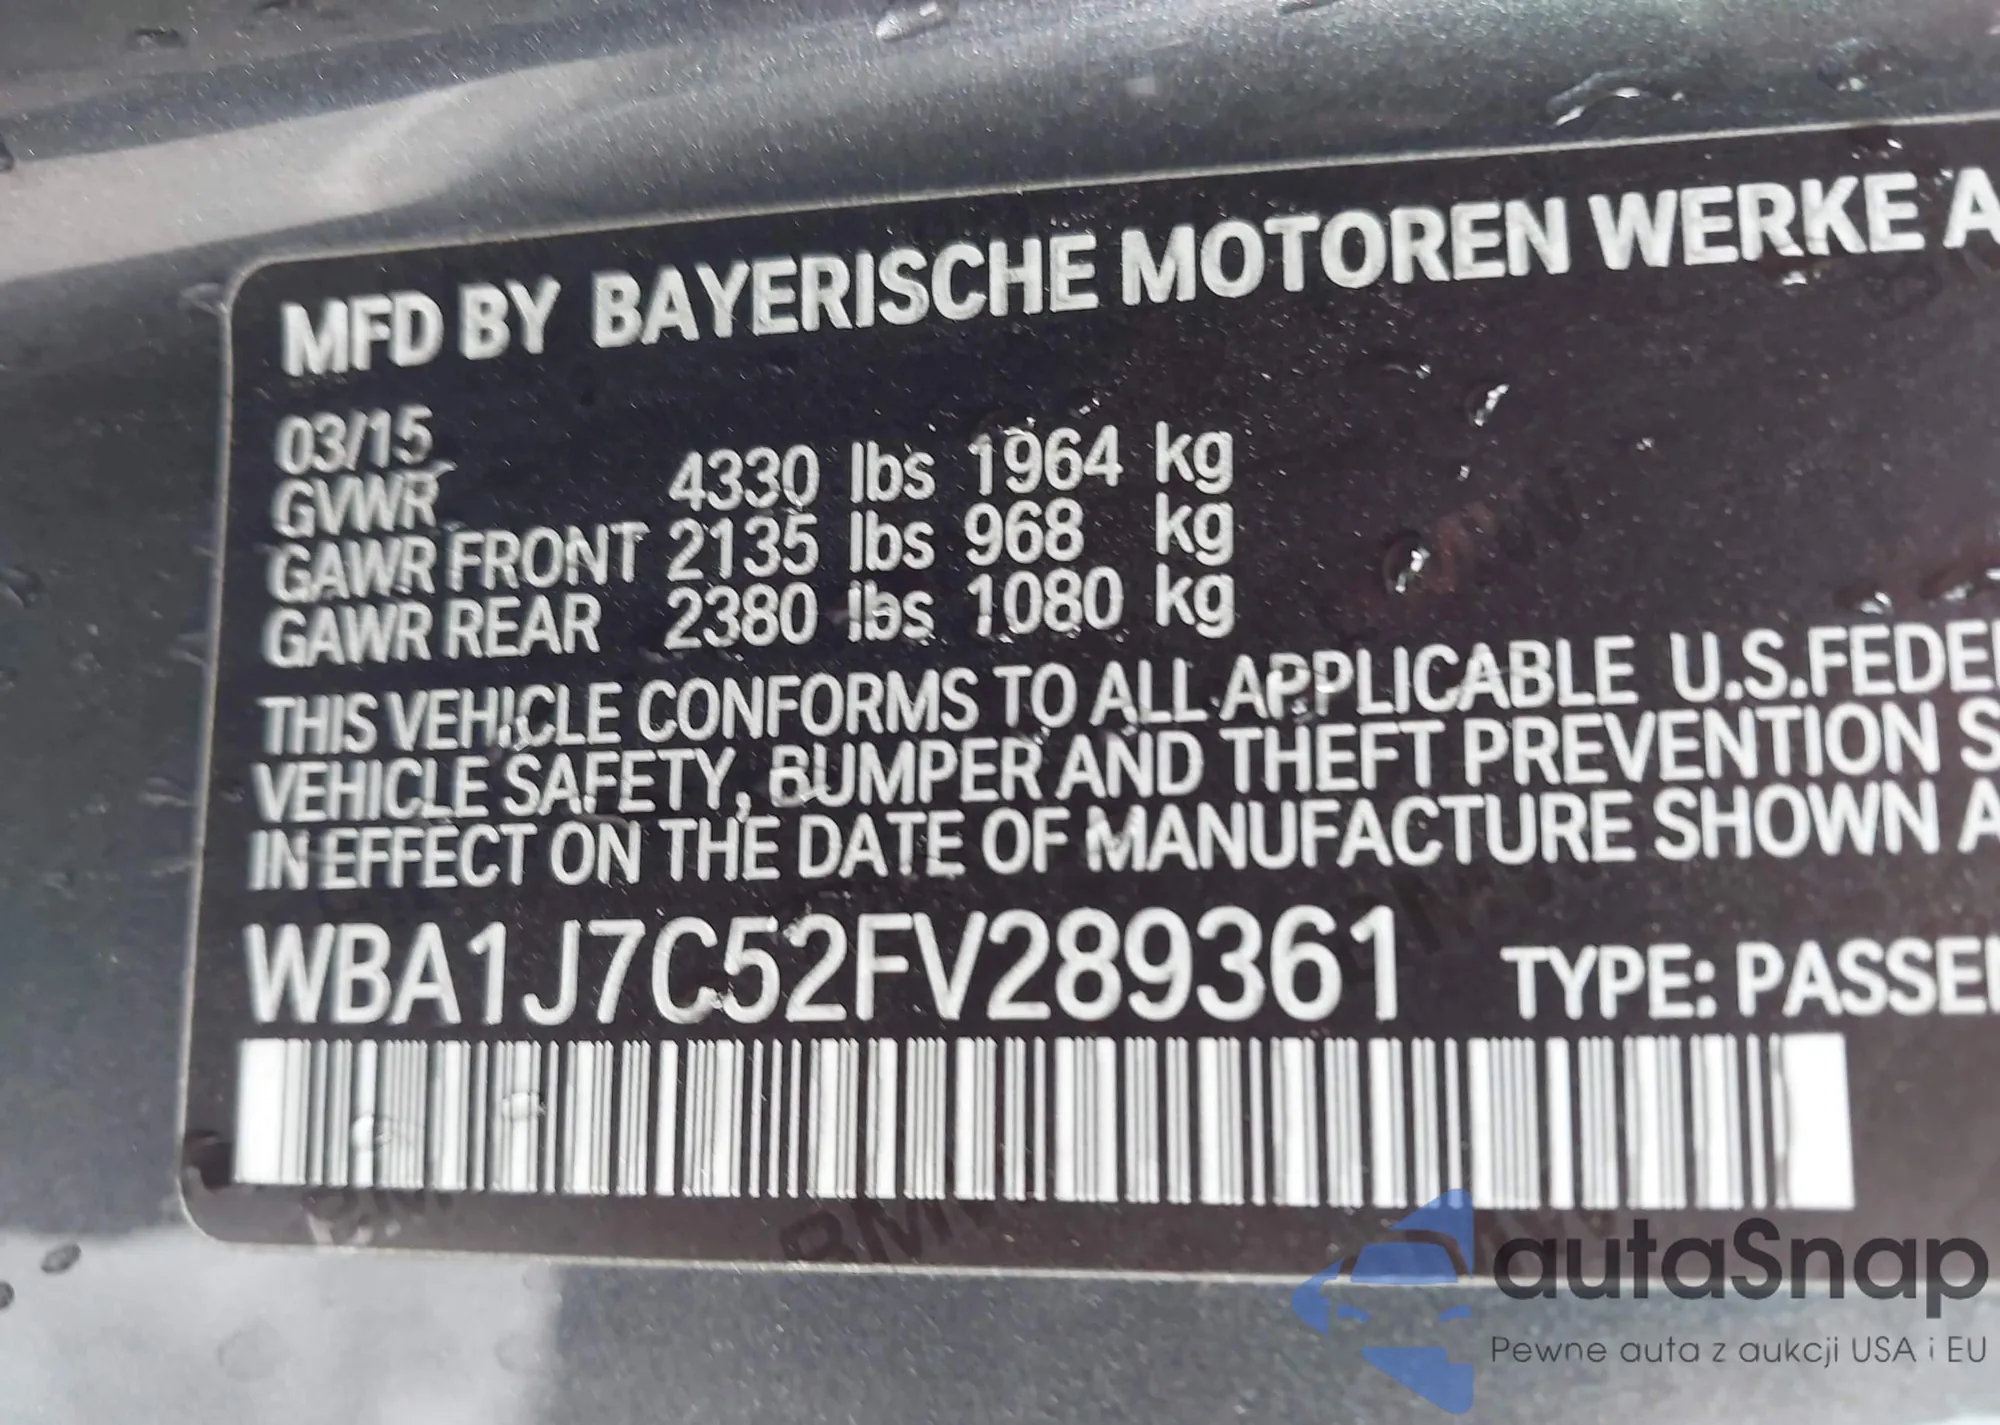 MFD BY BAYERISCHE MOTOREN WERKE A
03/15
GVWR 4330 lbs 1964 kg
GAWR FRONT 2135 lbs 968 kg
GAWR REAR 2380 lbs 1080 kg
THIS VEHICLE CONFORMS TO ALL APPLICABLE U.S.FEDE
VEHICLE SAFETY, BUMPER AND THEFT PREVENTION S
IN EFFECT ON THE DATE OF MANUFACTURE SHOWN A
WBA1J7C52FV289361 TYPE: PASSE
autaSnap
Pewne auta z aukcji USA i EU